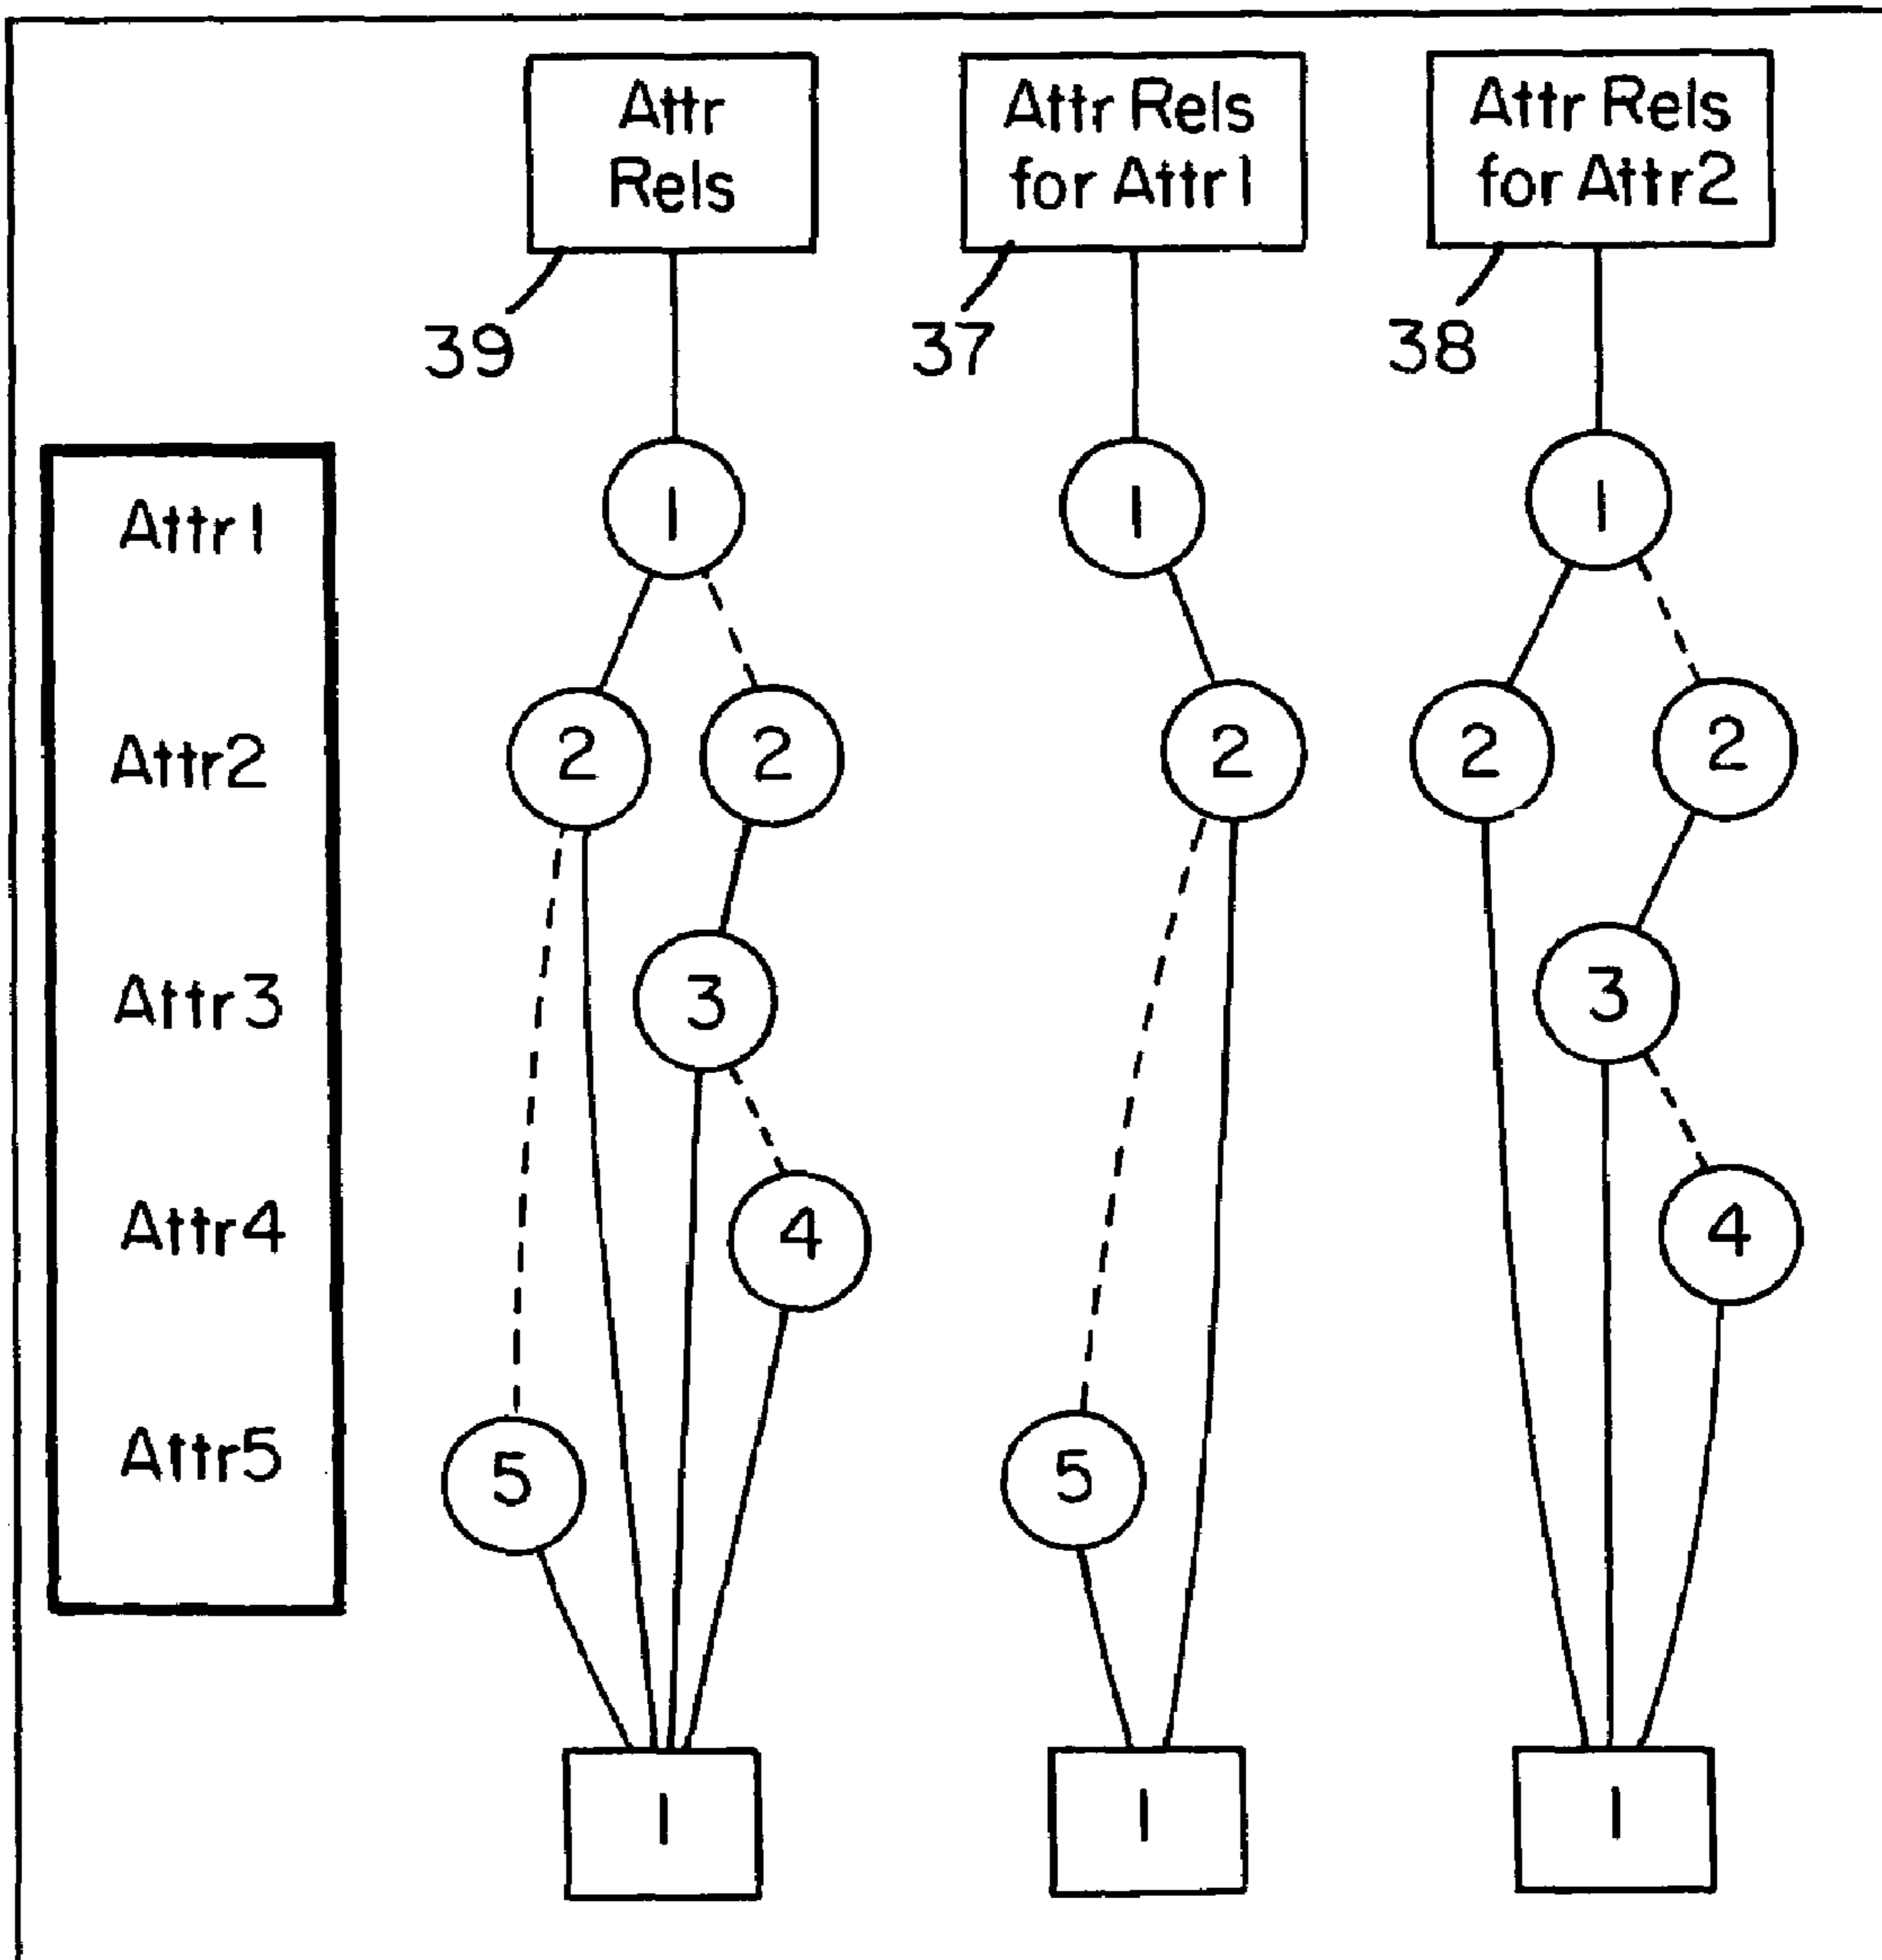 Attr
Rels
39
Attr Rels
for Attr1
37
Attr Rels
for Attr2
38
Attr1
Attr2
Attr3
Attr4
Attr5
1
2
2
3
4
5
1
1
2
5
1
1
2
2
3
4
1